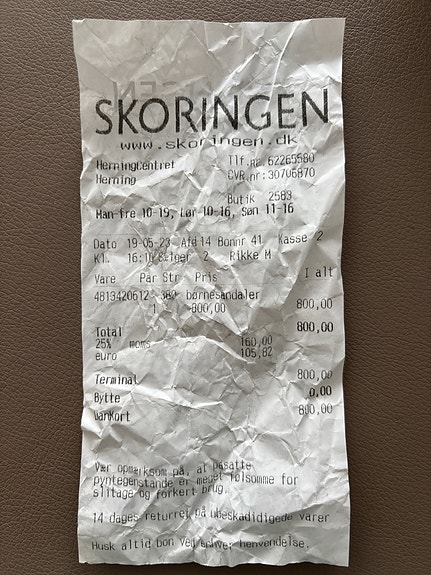 SKORINGEN
www.skoringen.dk
HerningCentret Tlf.nr.62265580
Herning CVR.nr:30706870
Butik 2583
Man fre 10-19, Lør 10-16, Søn 11-16
Dato 19-05-23 Afd 14 Bonnr 41 Kasse 2
Kl. 16:10 Sælger 2 Rikke M
Vare Par Str Pris I alt
4813420612 børnesandaler
1 800,00 800,00
Total 800,00
25% moms 160,00
euro 105,82
Terminal 800,00
Bytte 0,00
DanKort 800,00
Vær opmærksom på, at påsatte
pyntegenstande er meget følsomme for
slitage og forkert brug.
14 dages returret på ubeskadidigede varer
Husk altid bon ved enhver henvendelse.